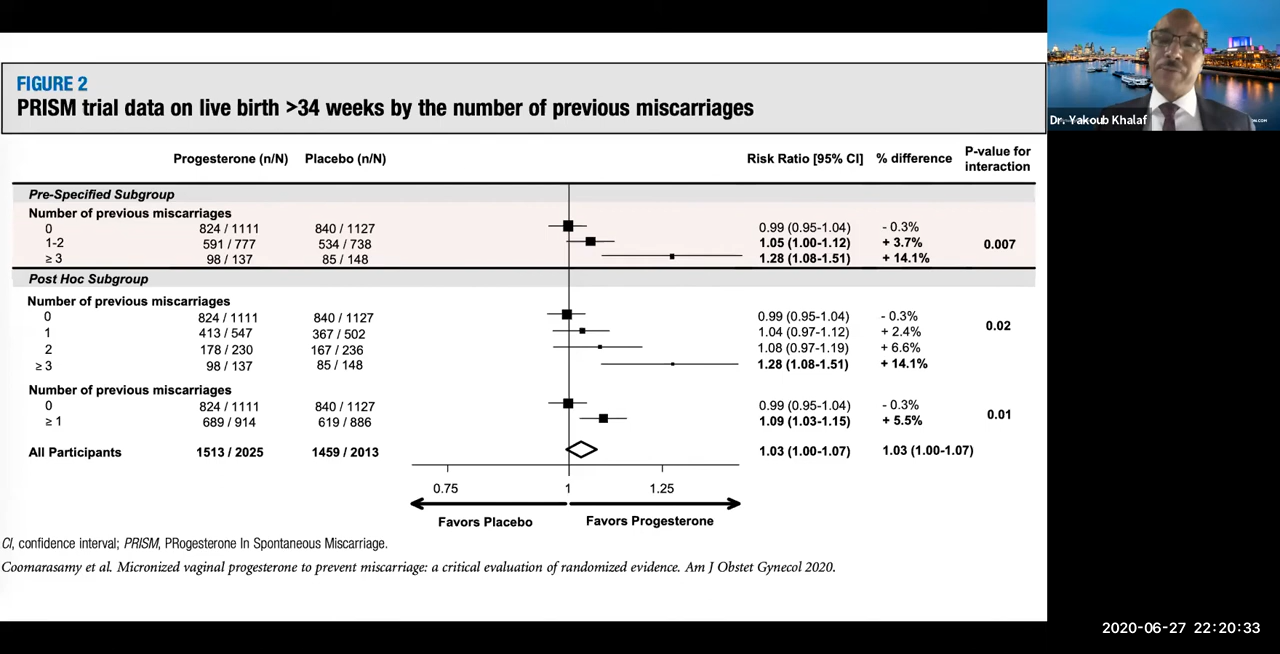 FIGURE 2
PRISM trial data on live birth >34 weeks by the number of previous miscarriages
Progesterone (n/N) Placebo (n/N) Risk Ratio [95% CI] % difference P-value for interaction
Pre-Specified Subgroup
Number of previous miscarriages
0 824 / 1111 840 / 1127 0.99 (0.95-1.04) - 0.3%
1-2 591 / 777 534 / 738 1.05 (1.00-1.12) + 3.7% 0.007
≥ 3 98 / 137 85 / 148 1.28 (1.08-1.51) + 14.1%
Post Hoc Subgroup
Number of previous miscarriages
0 824 / 1111 840 / 1127 0.99 (0.95-1.04) - 0.3%
1 413 / 547 367 / 502 1.04 (0.97-1.12) + 2.4% 0.02
2 178 / 230 167 / 236 1.08 (0.97-1.19) + 6.6%
≥ 3 98 / 137 85 / 148 1.28 (1.08-1.51) + 14.1%
Number of previous miscarriages
0 824 / 1111 840 / 1127 0.99 (0.95-1.04) - 0.3%
≥ 1 689 / 914 619 / 886 1.09 (1.03-1.15) + 5.5% 0.01
All Participants 1513 / 2025 1459 / 2013 1.03 (1.00-1.07) 1.03 (1.00-1.07)
0.75 1 1.25
Favors Placebo Favors Progesterone
CI, confidence interval; PRISM, PRogesterone In Spontaneous Miscarriage.
Coomarasamy et al. Micronized vaginal progesterone to prevent miscarriage: a critical evaluation of randomized evidence. Am J Obstet Gynecol 2020.
Dr. Yakoub Khalaf
2020-06-27 22:20:33